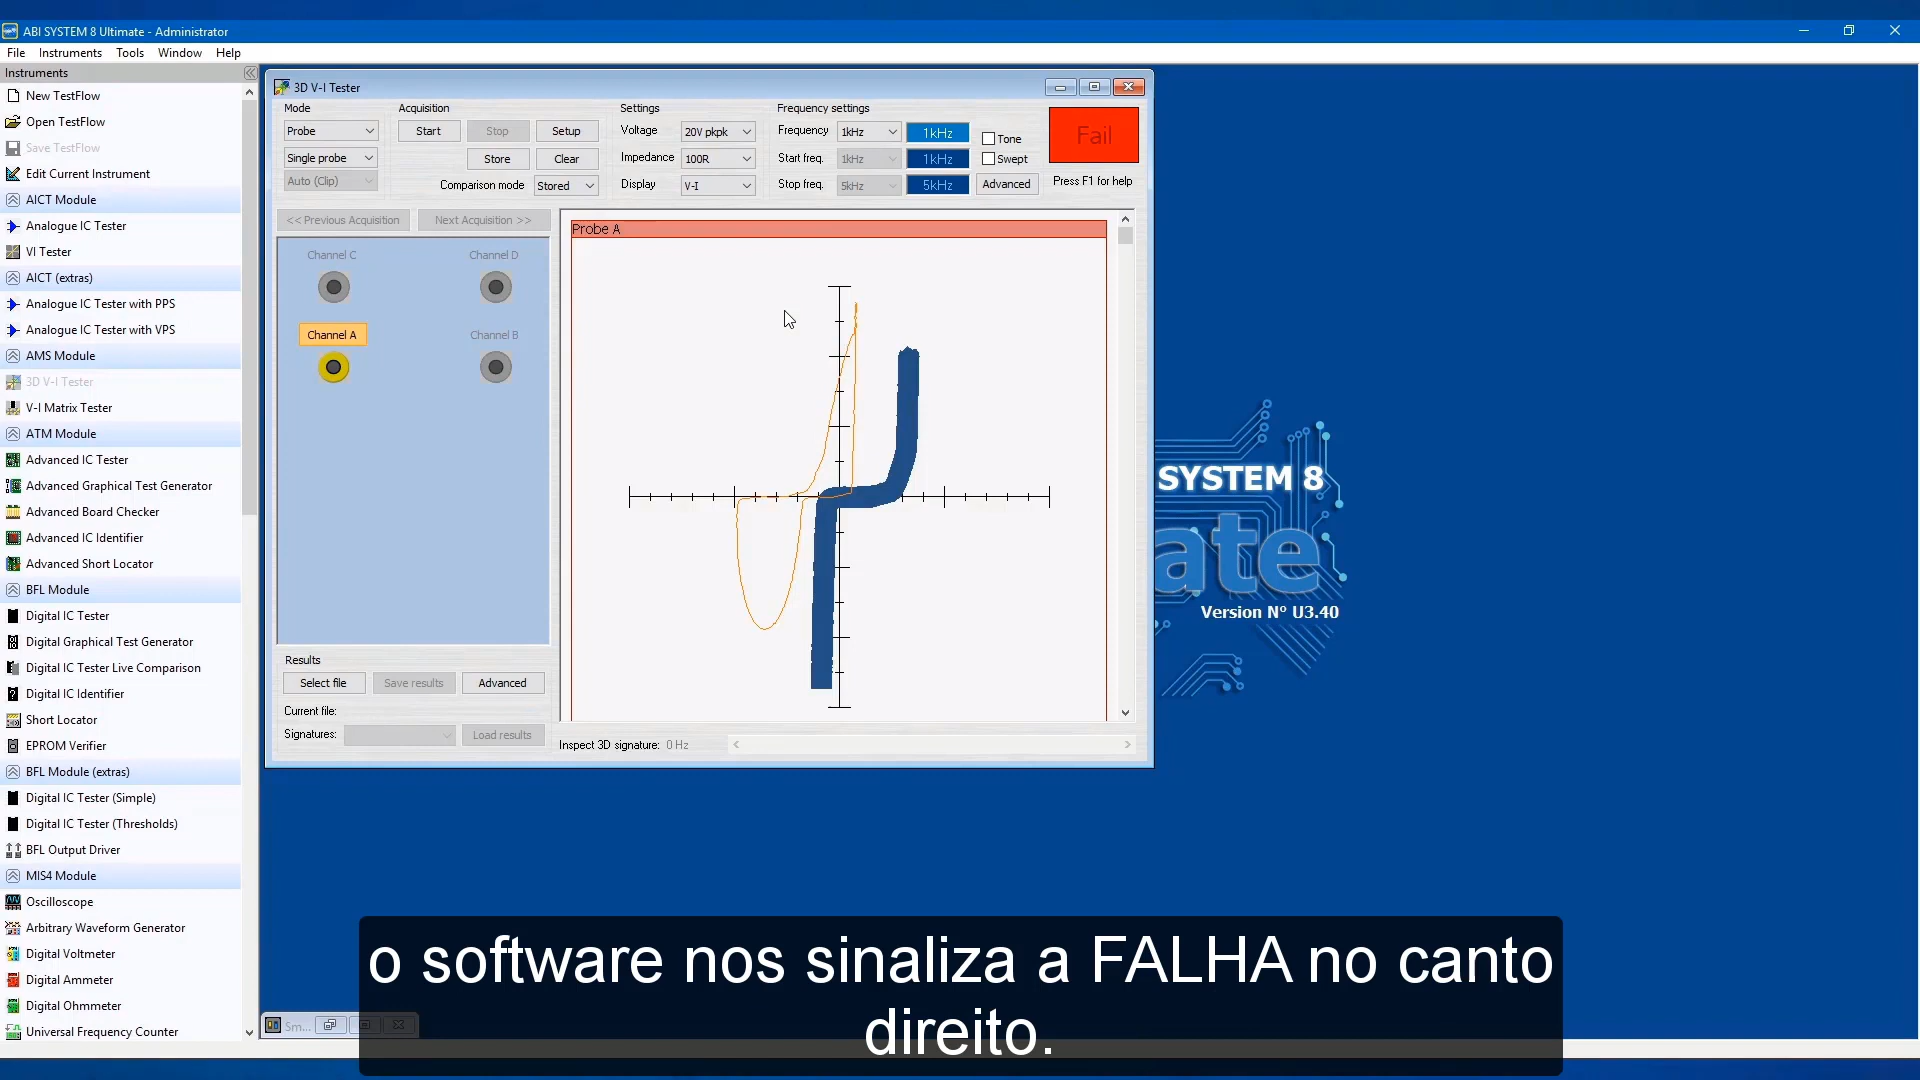 ABI SYSTEM 8 Ultimate - Administrator
File Instruments Tools Window Help
Instruments
New TestFlow
Open TestFlow
Save TestFlow
Edit Current Instrument
AICT Module
Analogue IC Tester
VI Tester
AICT (extras)
Analogue IC Tester with PPS
Analogue IC Tester with VPS
AMS Module
3D V-I Tester
V-I Matrix Tester
ATM Module
Advanced IC Tester
Advanced Graphical Test Generator
Advanced Board Checker
Advanced IC Identifier
Advanced Short Locator
BFL Module
Digital IC Tester
Digital Graphical Test Generator
Digital IC Tester Live Comparison
Digital IC Identifier
Short Locator
EPROM Verifier
BFL Module (extras)
Digital IC Tester (Simple)
Digital IC Tester (Thresholds)
BFL Output Driver
MIS4 Module
Oscilloscope
Arbitrary Waveform Generator
Digital Voltmeter
Digital Ammeter
Digital Ohmmeter
Universal Frequency Counter
3D V-I Tester
Mode Acquisition Settings Frequency settings
Probe Start Stop Setup Voltage 20V pkpk Frequency 1kHz 1kHz Tone Fail
Single probe Store Clear Impedance 100R Start freq. 1kHz 1kHz Swept
Auto (Clip) Comparison mode Stored Display V-I Stop freq. 5kHz 5kHz Advanced Press F1 for help
<< Previous Acquisition Next Acquisition >>
Probe A
Channel C Channel D
Channel A Channel B
Results
Select file Save results Advanced
Current file:
Signatures: Load results
Inspect 3D signature: 0 Hz
SYSTEM 8
ate
Version Nº U3.40
Sm...
o software nos sinaliza a FALHA no canto
direito.